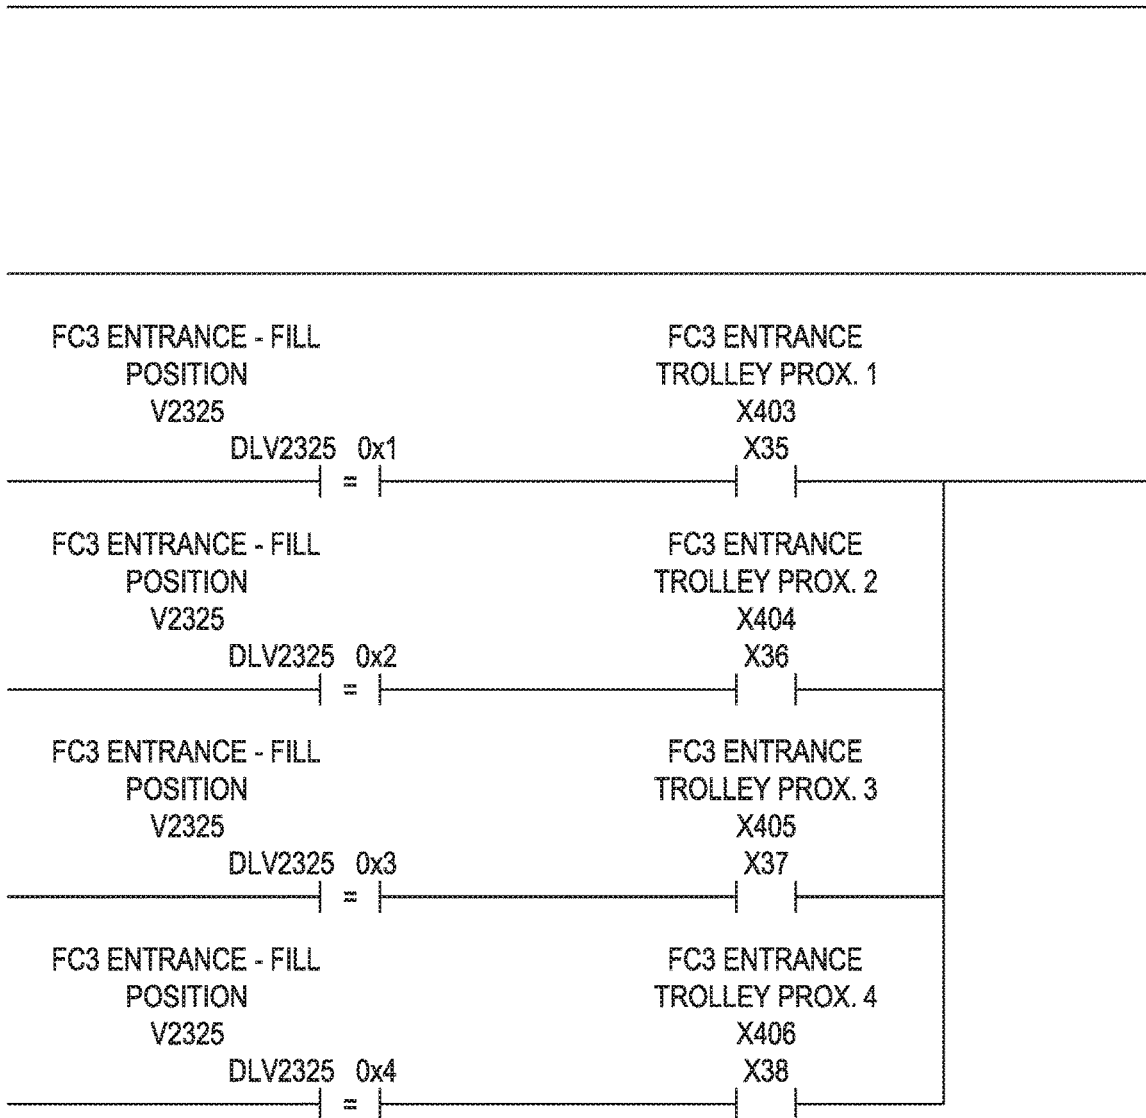 FC3 ENTRANCE - FILL
POSITION
V2325
DLV2325 0x1
=
FC3 ENTRANCE
TROLLEY PROX. 1
X403
X35
FC3 ENTRANCE - FILL
POSITION
V2325
DLV2325 0x2
=
FC3 ENTRANCE
TROLLEY PROX. 2
X404
X36
FC3 ENTRANCE - FILL
POSITION
V2325
DLV2325 0x3
=
FC3 ENTRANCE
TROLLEY PROX. 3
X405
X37
FC3 ENTRANCE - FILL
POSITION
V2325
DLV2325 0x4
=
FC3 ENTRANCE
TROLLEY PROX. 4
X406
X38